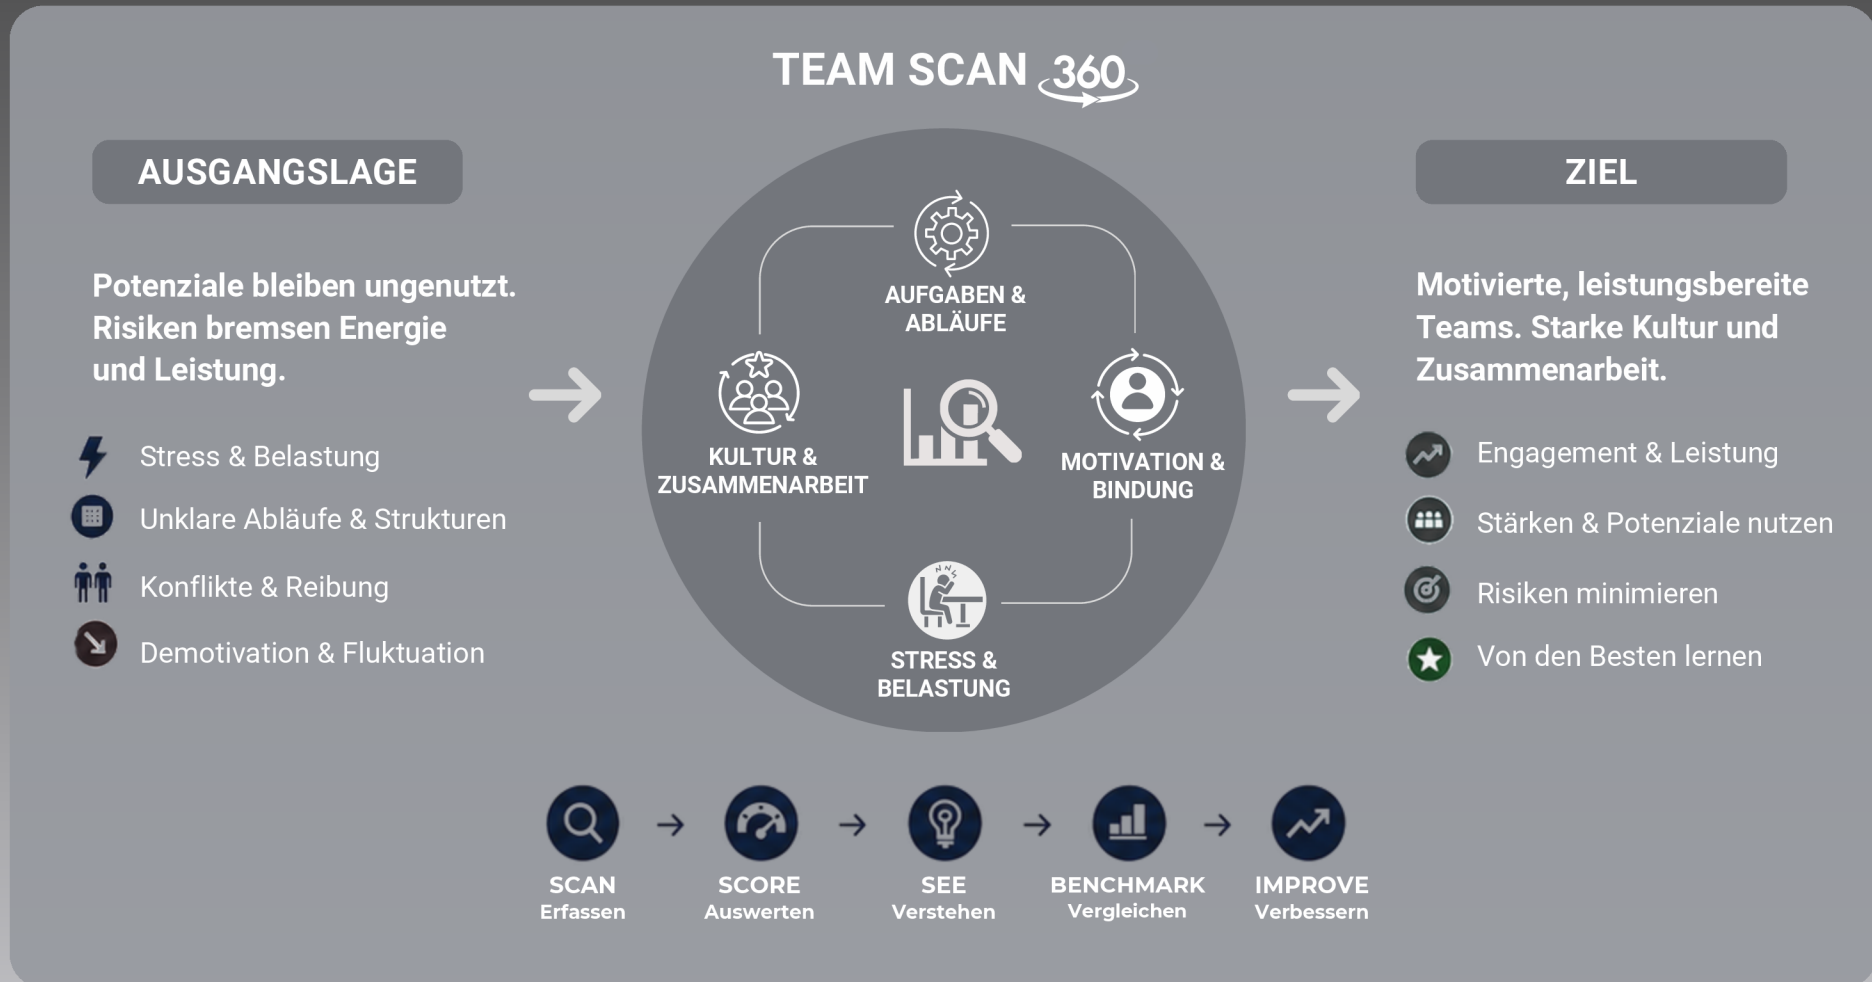 TEAM SCAN 360
AUSGANGSLAGE
Potenziale bleiben ungenutzt.
Risiken bremsen Energie
und Leistung.
Stress & Belastung
Unklare Abläufe & Strukturen
Konflikte & Reibung
Demotivation & Fluktuation
AUFGABEN &
ABLÄUFE
KULTUR &
ZUSAMMENARBEIT
MOTIVATION &
BINDUNG
STRESS &
BELASTUNG
ZIEL
Motivierte, leistungsbereite
Teams. Starke Kultur und
Zusammenarbeit.
Engagement & Leistung
Stärken & Potenziale nutzen
Risiken minimieren
Von den Besten lernen
SCAN
Erfassen
SCORE
Auswerten
SEE
Verstehen
BENCHMARK
Vergleichen
IMPROVE
Verbessern